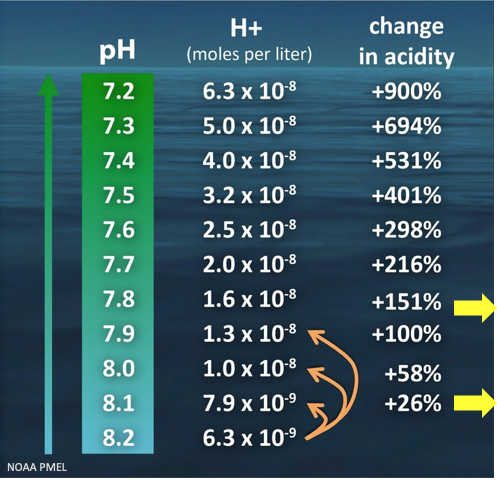 pH H+ change
(moles per liter) in acidity
7.2 6.3 x 10⁻⁸ +900%
7.3 5.0 x 10⁻⁸ +694%
7.4 4.0 x 10⁻⁸ +531%
7.5 3.2 x 10⁻⁸ +401%
7.6 2.5 x 10⁻⁸ +298%
7.7 2.0 x 10⁻⁸ +216%
7.8 1.6 x 10⁻⁸ +151%
7.9 1.3 x 10⁻⁸ +100%
8.0 1.0 x 10⁻⁸ +58%
8.1 7.9 x 10⁻⁹ +26%
8.2 6.3 x 10⁻⁹
NOAA PMEL